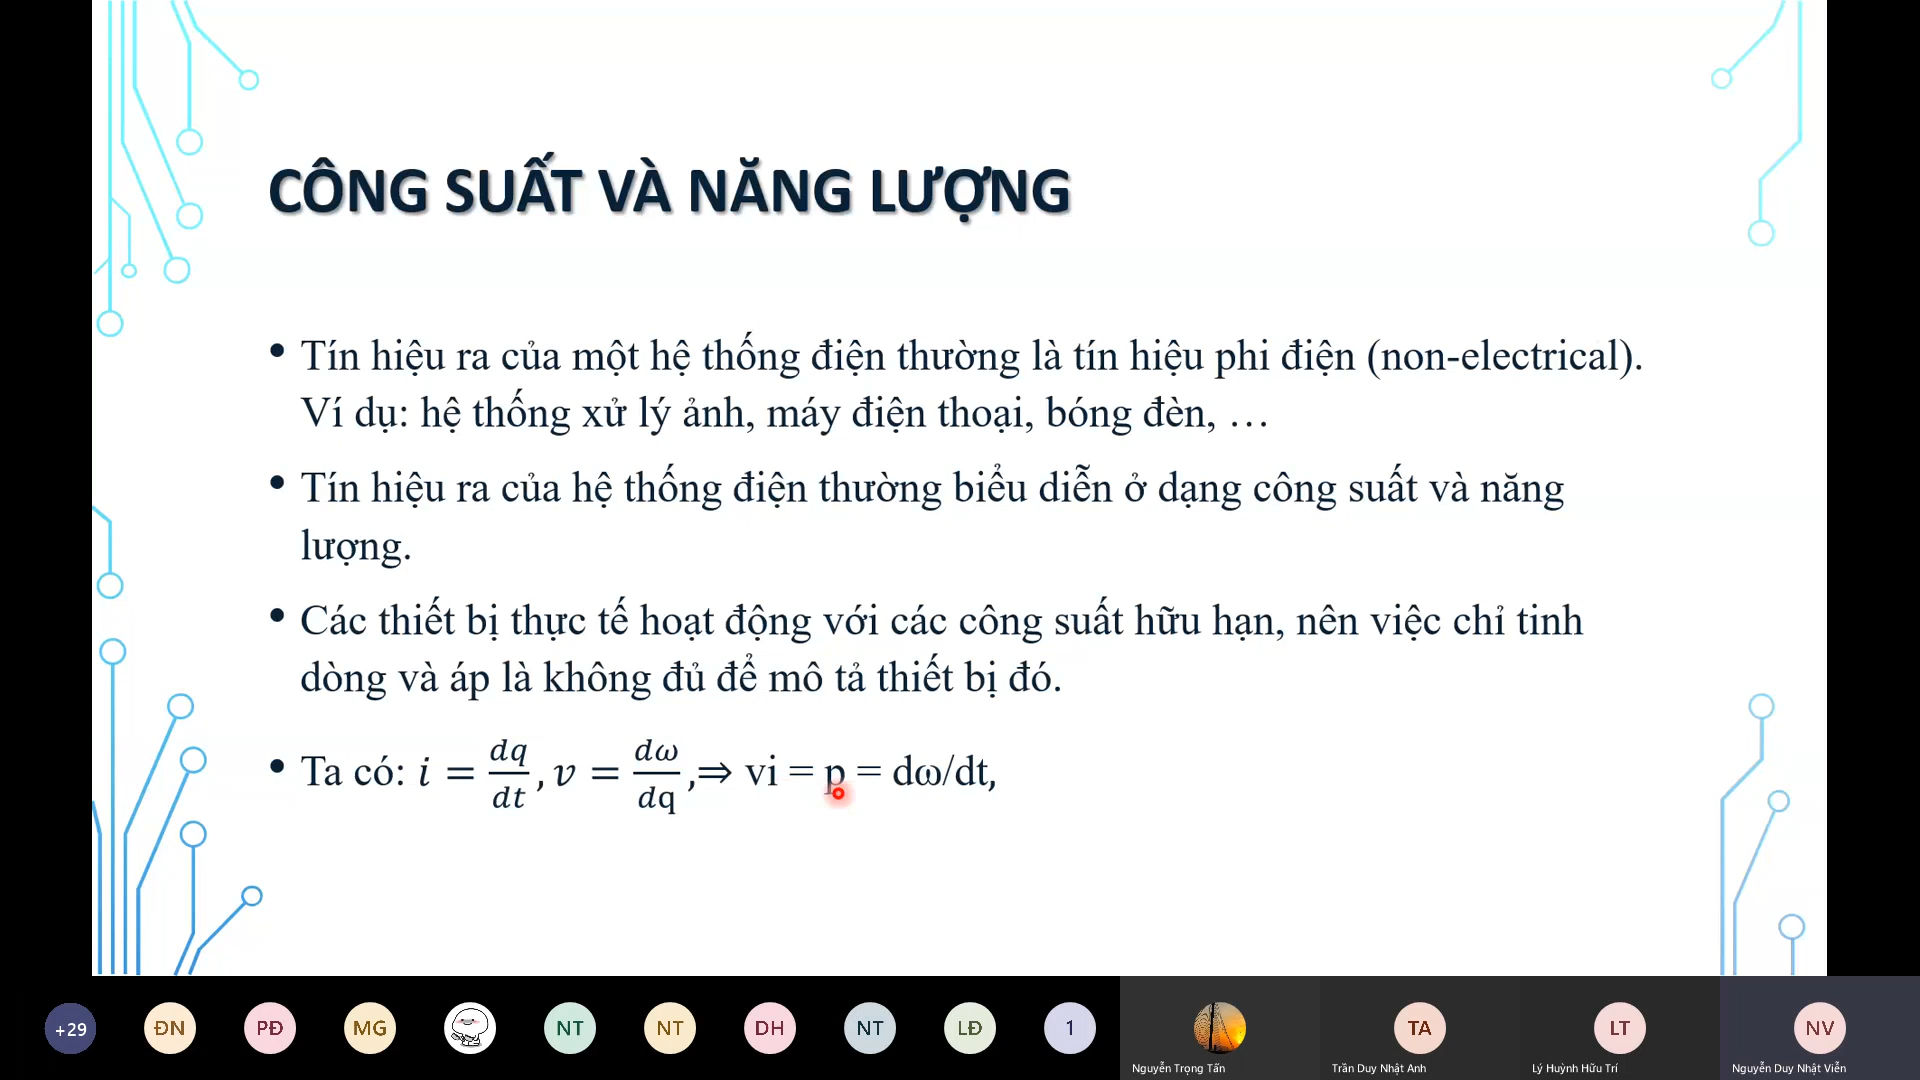 CÔNG SUẤT VÀ NĂNG LƯỢNG
• Tín hiệu ra của một hệ thống điện thường là tín hiệu phi điện (non-electrical).
Ví dụ: hệ thống xử lý ảnh, máy điện thoại, bóng đèn, …
• Tín hiệu ra của hệ thống điện thường biểu diễn ở dạng công suất và năng
lượng.
• Các thiết bị thực tế hoạt động với các công suất hữu hạn, nên việc chỉ tinh
dòng và áp là không đủ để mô tả thiết bị đó.
• Ta có: i = dq/dt, v = dω/dq, ⇒ vi = p = dω/dt,
+29 ĐN PĐ MG NT NT DH NT LĐ 1 TA LT NV
Nguyễn Trọng Tấn Trần Duy Nhật Anh Lý Huỳnh Hữu Trí Nguyễn Duy Nhật Viễn